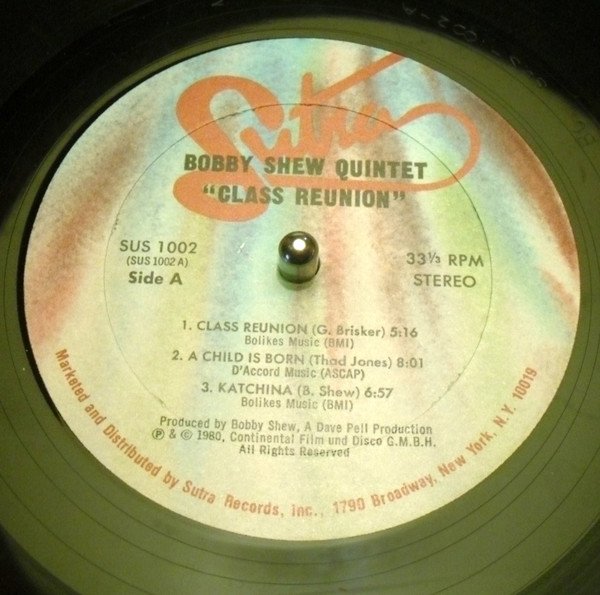 Sutra
BOBBY SHEW QUINTET
"CLASS REUNION"
SUS 1002
(SUS 1002 A)
Side A
33⅓ RPM
STEREO
1. CLASS REUNION (G. Brisker) 5:16
Bolikes Music (BMI)
2. A CHILD IS BORN (Thad Jones) 8:01
D'Accord Music (ASCAP)
3. KATCHINA (B. Shew) 6:57
Bolikes Music (BMI)
Produced by Bobby Shew, A Dave Pell Production
℗ & © 1980, Continental Film und Disco G.M.B.H.
All Rights Reserved
Marketed and Distributed by Sutra Records, Inc., 1790 Broadway, New York, N.Y. 10019